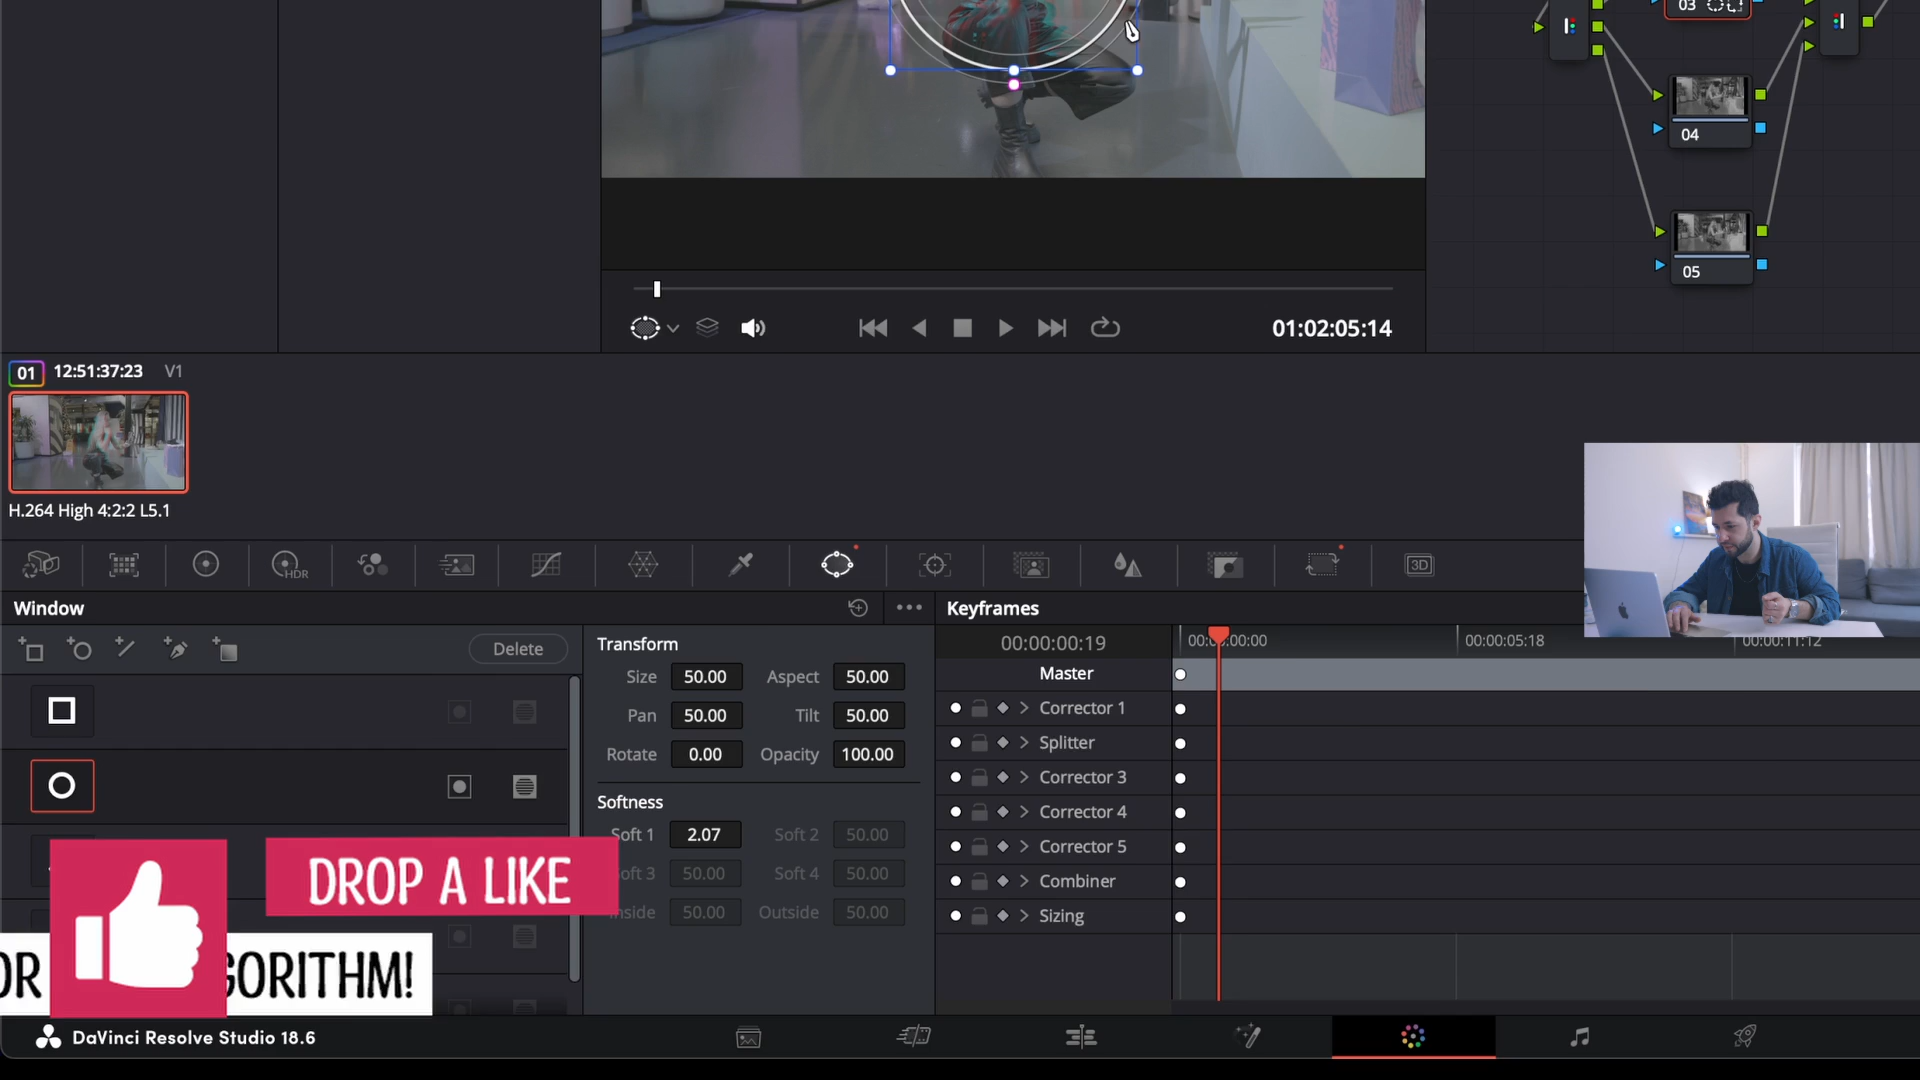 03
04
05
01:02:05:14
01 12:51:37:23 V1
H.264 High 4:2:2 L5.1
HDR
3D
Window
Delete
Transform
Size 50.00 Aspect 50.00
Pan 50.00 Tilt 50.00
Rotate 0.00 Opacity 100.00
Softness
Soft 1 2.07 Soft 2 50.00
Soft 3 50.00 Soft 4 50.00
Inside 50.00 Outside 50.00
Keyframes
00:00:00:19
00:00:00:00 00:00:05:18 00:00:11:12
Master
Corrector 1
Splitter
Corrector 3
Corrector 4
Corrector 5
Combiner
Sizing
DROP A LIKE
OR GORITHM!
DaVinci Resolve Studio 18.6